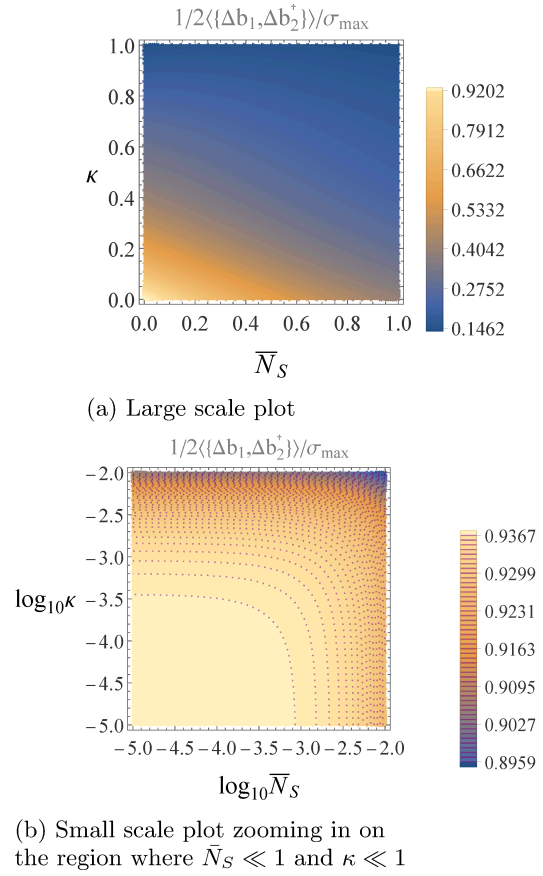 1/2⟨{Δb₁,Δb₂†}⟩/σmax
1.0
0.8
0.6
0.4
0.2
0.0
κ
0.0 0.2 0.4 0.6 0.8 1.0
N̅S
0.9202
0.7912
0.6622
0.5332
0.4042
0.2752
0.1462
(a) Large scale plot
1/2⟨{Δb₁,Δb₂†}⟩/σmax
−2.0
−2.5
−3.0
−3.5
−4.0
−4.5
−5.0
log₁₀κ
−5.0 −4.5 −4.0 −3.5 −3.0 −2.5 −2.0
log₁₀N̅S
0.9367
0.9299
0.9231
0.9163
0.9095
0.9027
0.8959
(b) Small scale plot zooming in on
the region where N̄S ≪ 1 and κ ≪ 1